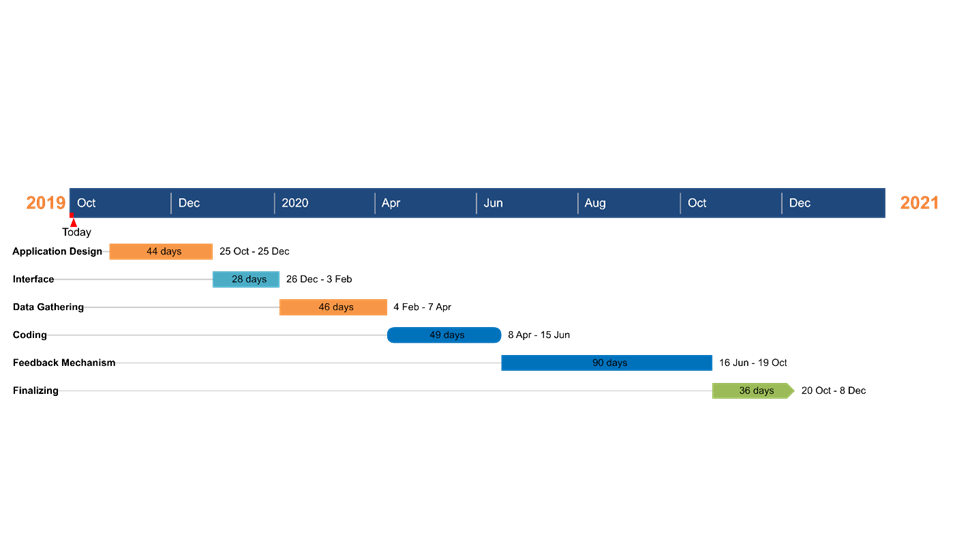 2019 Oct Dec 2020 Apr Jun Aug Oct Dec 2021
Today
Application Design 44 days 25 Oct - 25 Dec
Interface 28 days 26 Dec - 3 Feb
Data Gathering 46 days 4 Feb - 7 Apr
Coding 49 days 8 Apr - 15 Jun
Feedback Mechanism 90 days 16 Jun - 19 Oct
Finalizing 36 days 20 Oct - 8 Dec